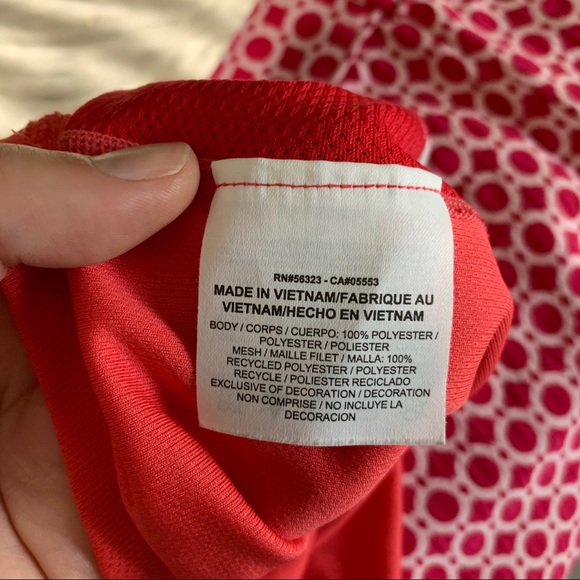 RN#56323 - CA#05553
MADE IN VIETNAM/FABRIQUE AU
VIETNAM/HECHO EN VIETNAM
BODY / CORPS / CUERPO: 100% POLYESTER /
POLYESTER / POLIESTER
MESH / MAILLE FILET / MALLA: 100%
RECYCLED POLYESTER / POLYESTER
RECYCLE / POLIESTER RECICLADO
EXCLUSIVE OF DECORATION / DECORATION
NON COMPRISE / NO INCLUYE LA
DECORACION